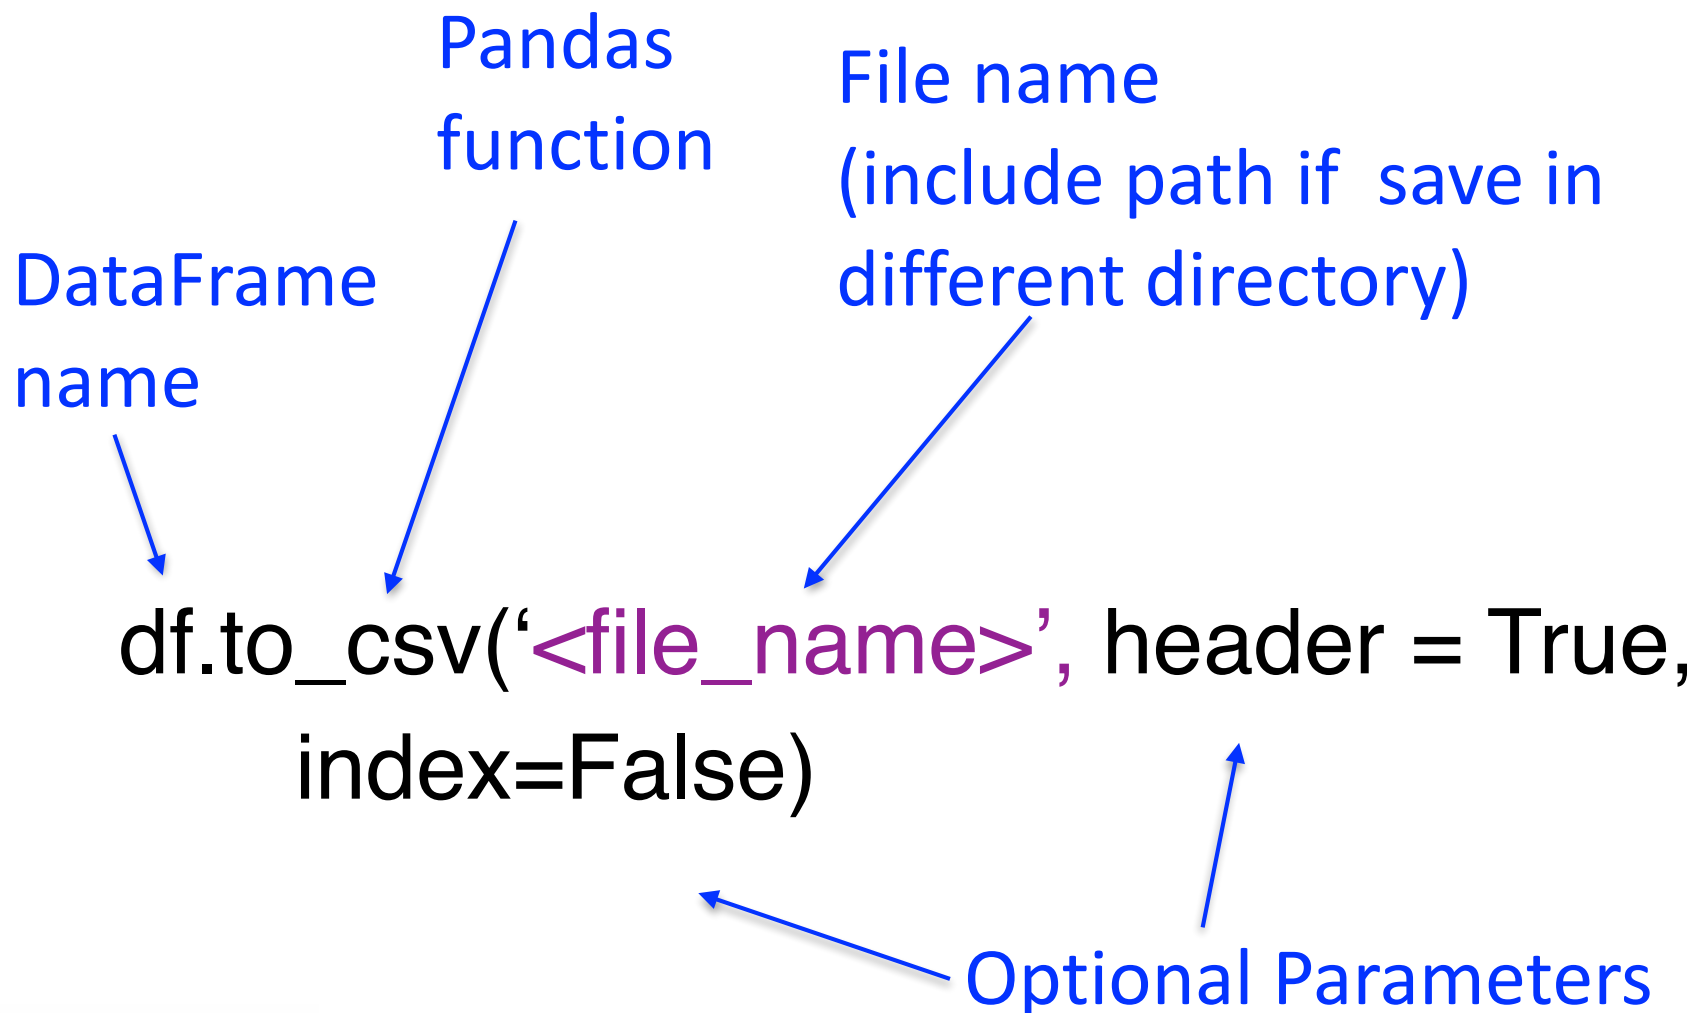 Pandas
function
File name
(include path if  save in
different directory)
DataFrame
name
df.to_csv(‘<file_name>’, header = True,
index=False)
Optional Parameters